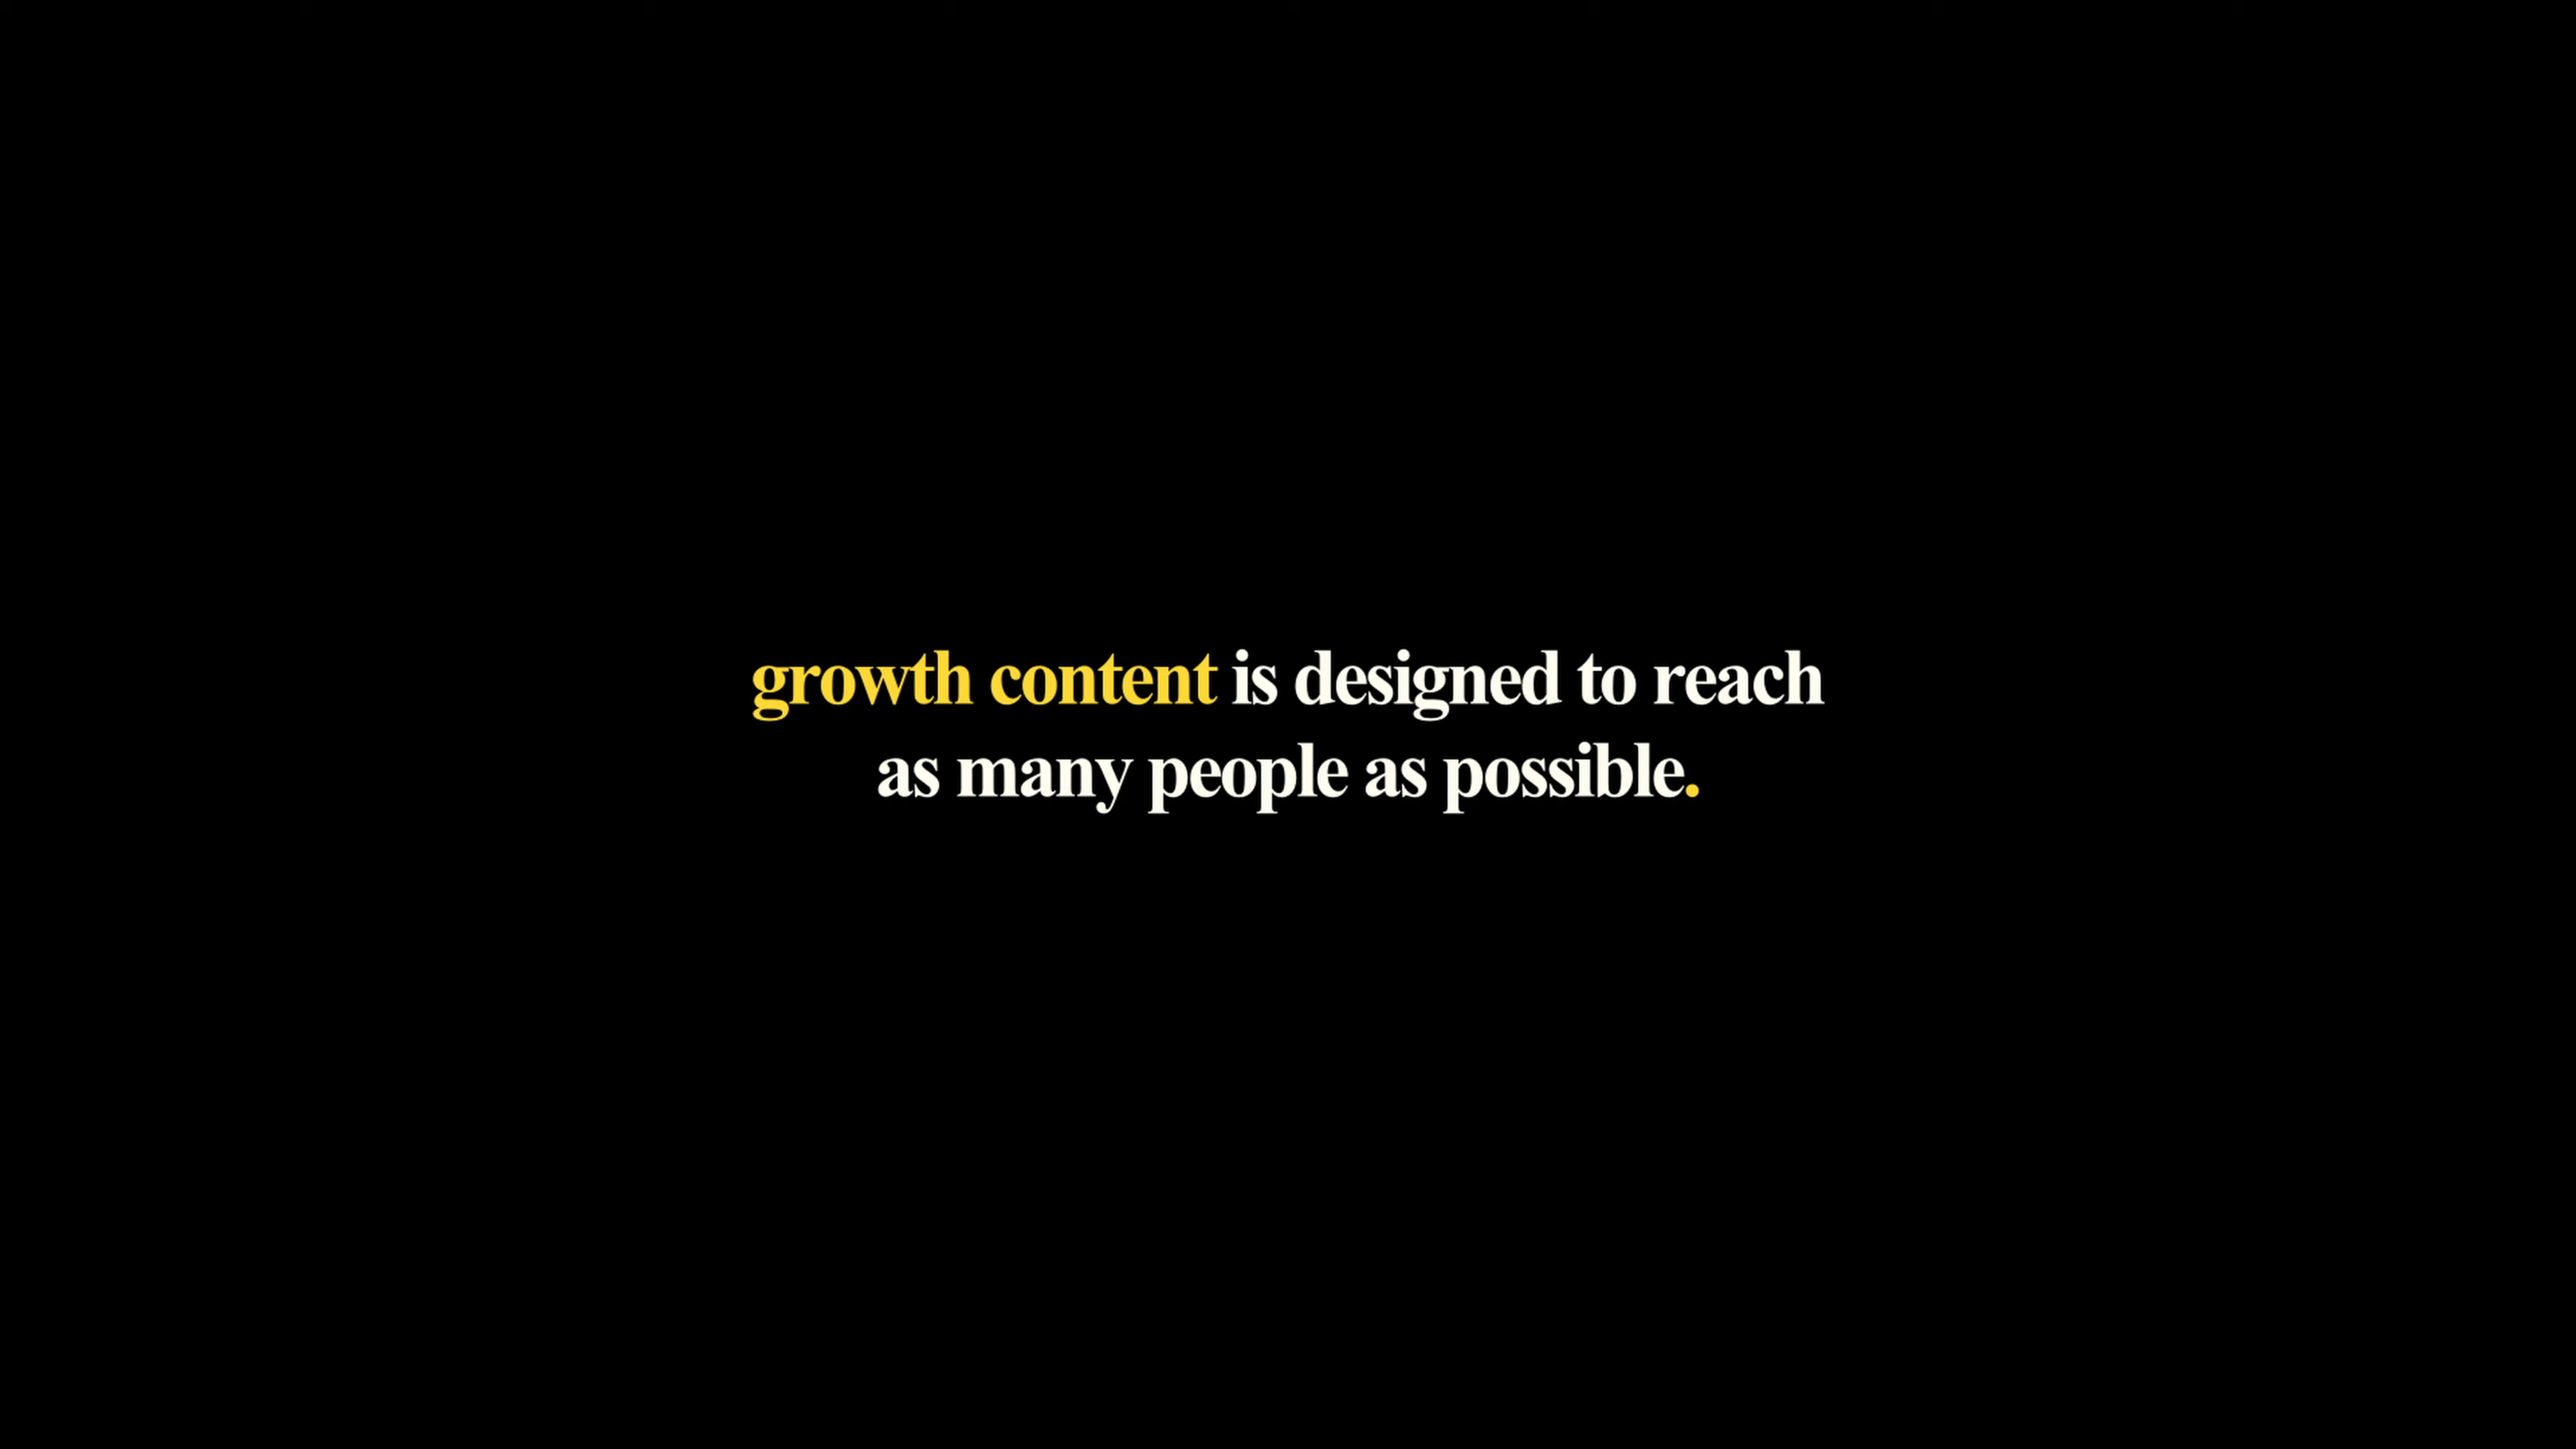 growth content is designed to reach
as many people as possible.